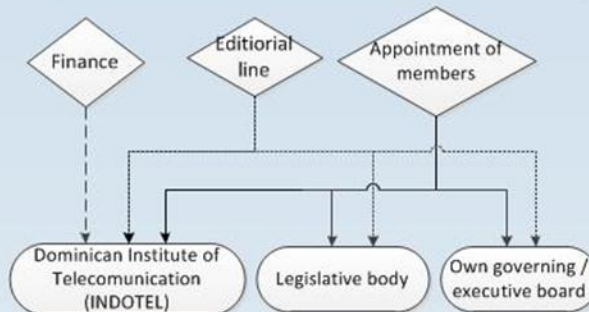 Finance
Editiorial
line
Appointment of
members
Dominican Institute of
Telecomunication
(INDOTEL)
Legislative body
Own governing /
executive board